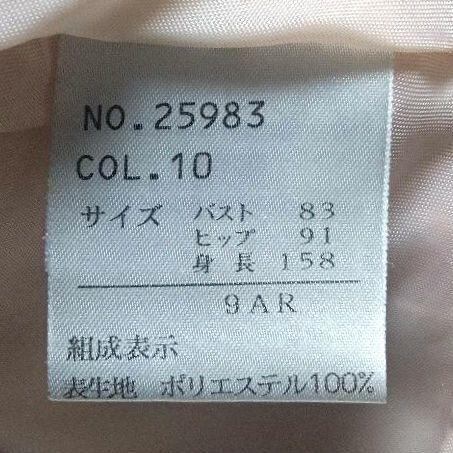 NO.25983
COL.10
サイズ バスト 83
ヒップ 91
身長 158
9AR
組成表示
表生地 ポリエステル100%